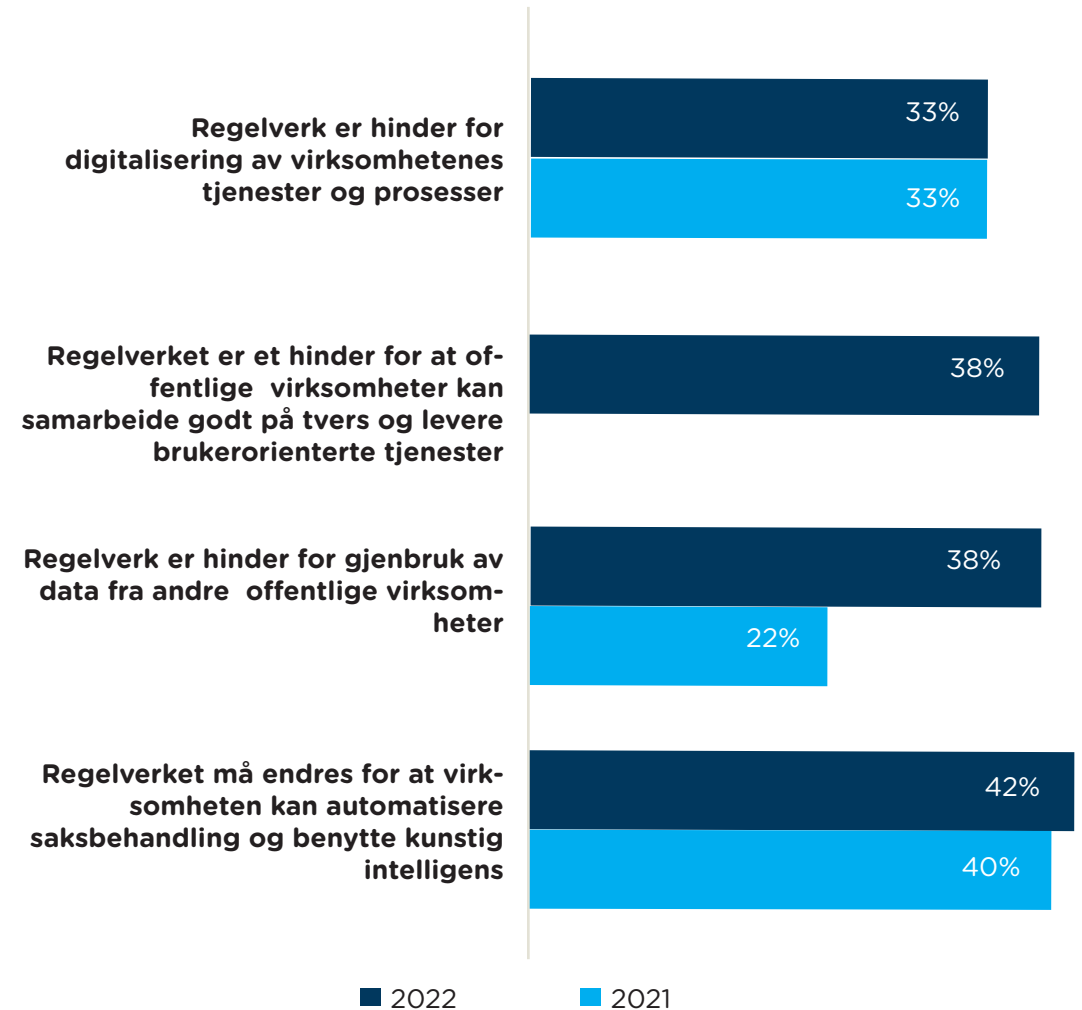 Regelverk er hinder for
digitalisering av virksomhetenes
tjenester og prosesser
33%
33%
Regelverket er et hinder for at of-
fentlige  virksomheter kan
samarbeide godt på tvers og levere
brukerorienterte tjenester
38%
Regelverk er hinder for gjenbruk av
data fra andre  offentlige virksom-
heter
38%
22%
Regelverket må endres for at virk-
somheten kan automatisere
saksbehandling og benytte kunstig
intelligens
42%
40%
2022
2021